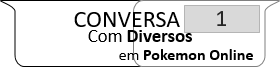 CONVERSA 1
Com Diversos
em Pokemon Online